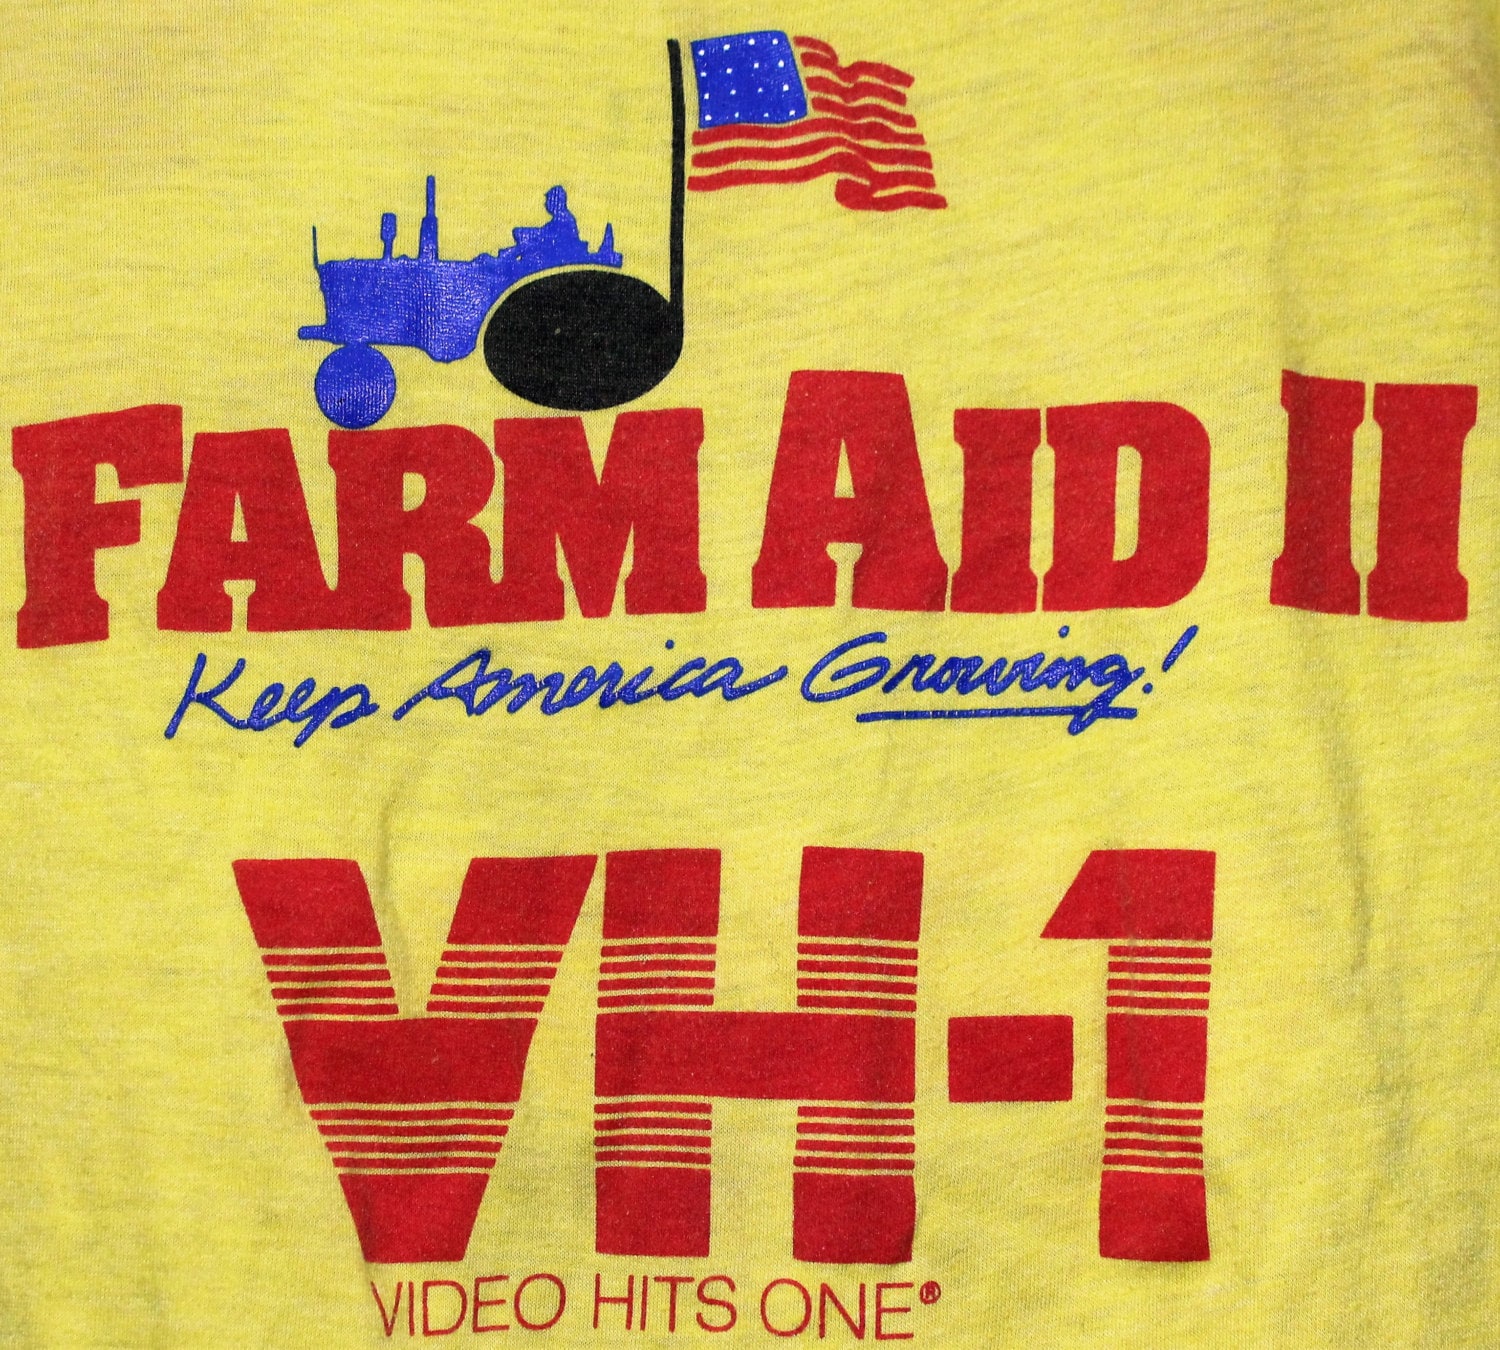 FARM AID II
Keep America Growing!
VH-1
VIDEO HITS ONE®